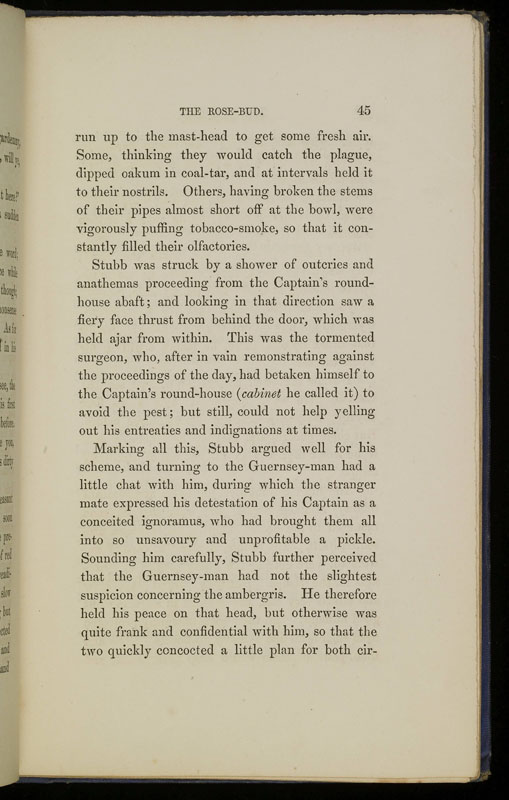 THE ROSE-BUD. 45
run up to the mast-head to get some fresh air.
Some, thinking they would catch the plague,
dipped oakum in coal-tar, and at intervals held it
to their nostrils. Others, having broken the stems
of their pipes almost short off at the bowl, were
vigorously puffing tobacco-smoke, so that it con-
stantly filled their olfactories.
Stubb was struck by a shower of outcries and
anathemas proceeding from the Captain's round-
house abaft; and looking in that direction saw a
fiery face thrust from behind the door, which was
held ajar from within. This was the tormented
surgeon, who, after in vain remonstrating against
the proceedings of the day, had betaken himself to
the Captain's round-house (cabinet he called it) to
avoid the pest; but still, could not help yelling
out his entreaties and indignations at times.
Marking all this, Stubb argued well for his
scheme, and turning to the Guernsey-man had a
little chat with him, during which the stranger
mate expressed his detestation of his Captain as a
conceited ignoramus, who had brought them all
into so unsavoury and unprofitable a pickle.
Sounding him carefully, Stubb further perceived
that the Guernsey-man had not the slightest
suspicion concerning the ambergris. He therefore
held his peace on that head, but otherwise was
quite frank and confidential with him, so that the
two quickly concocted a little plan for both cir-